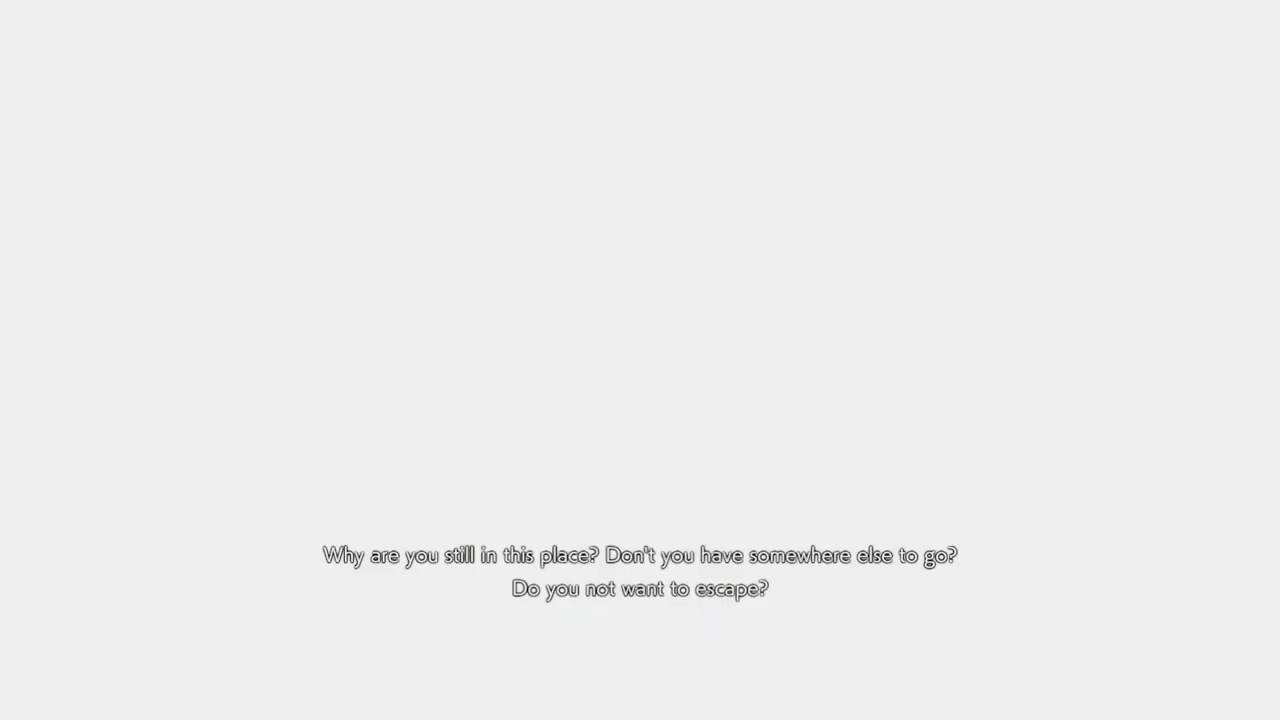 Why are you still in this place? Don't you have somewhere else to go?
Do you not want to escape?